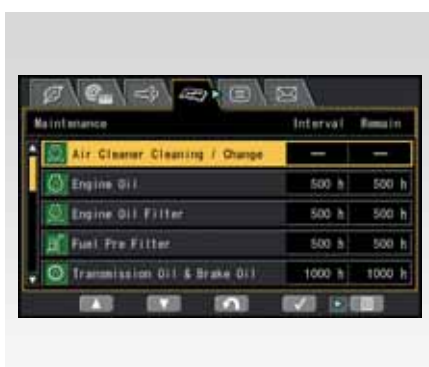 Maintenance Interval Remain
Air Cleaner Cleaning / Change — —
Engine Oil 500 h 500 h
Engine Oil Filter 500 h 500 h
Fuel Pre Filter 500 h 500 h
Transmission Oil & Brake Oil 1000 h 1000 h